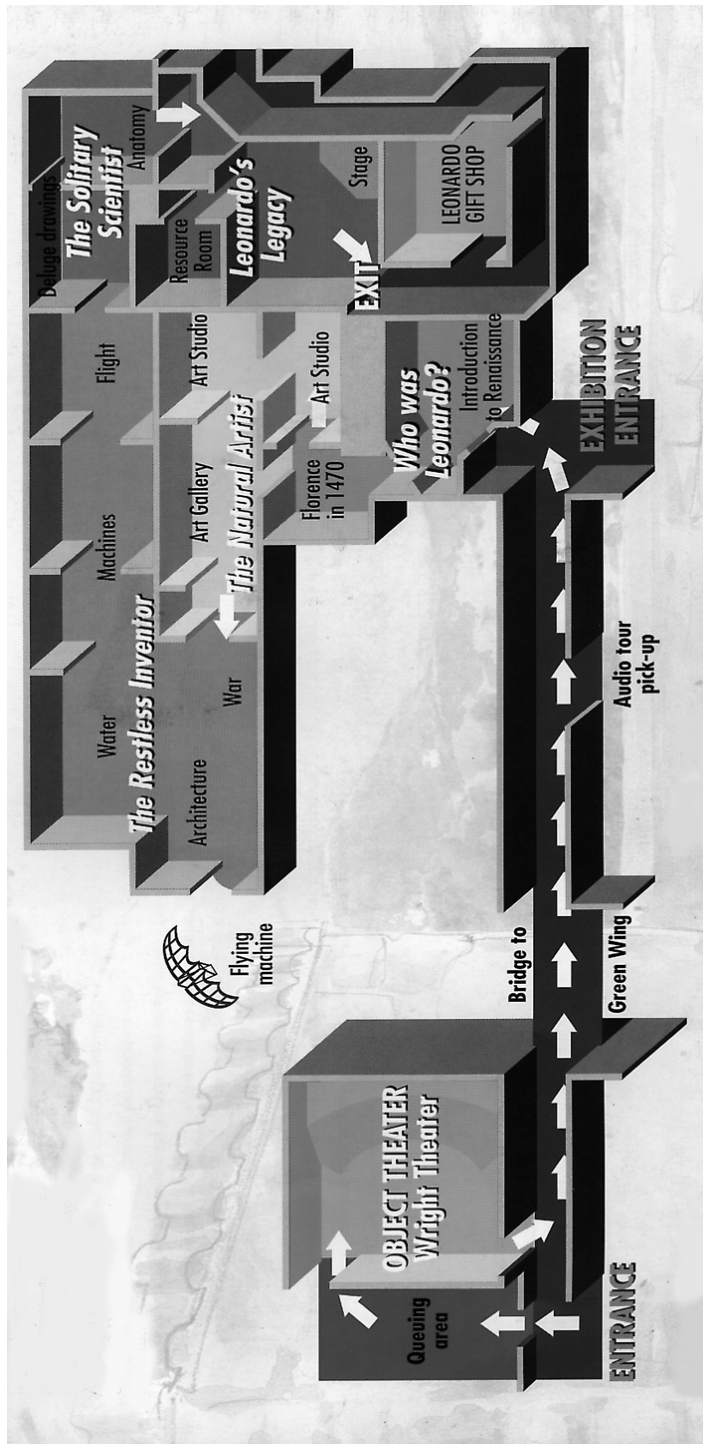 ENTRANCE
Queuing
area
OBJECT THEATER
Wright Theater
Flying
machine
Bridge to
Green Wing
Audio tour
pick-up
EXHIBITION
ENTRANCE
Who was
Leonardo?
Introduction
to Renaissance
Florence
in 1470
Art Studio
The Natural Artist
Art Gallery
Art Studio
War
Architecture
The Restless Inventor
Water
Machines
Flight
Deluge drawings
The Solitary
Scientist
Anatomy
Resource
Room
Leonardo's
Legacy
Stage
EXIT
LEONARDO
GIFT SHOP